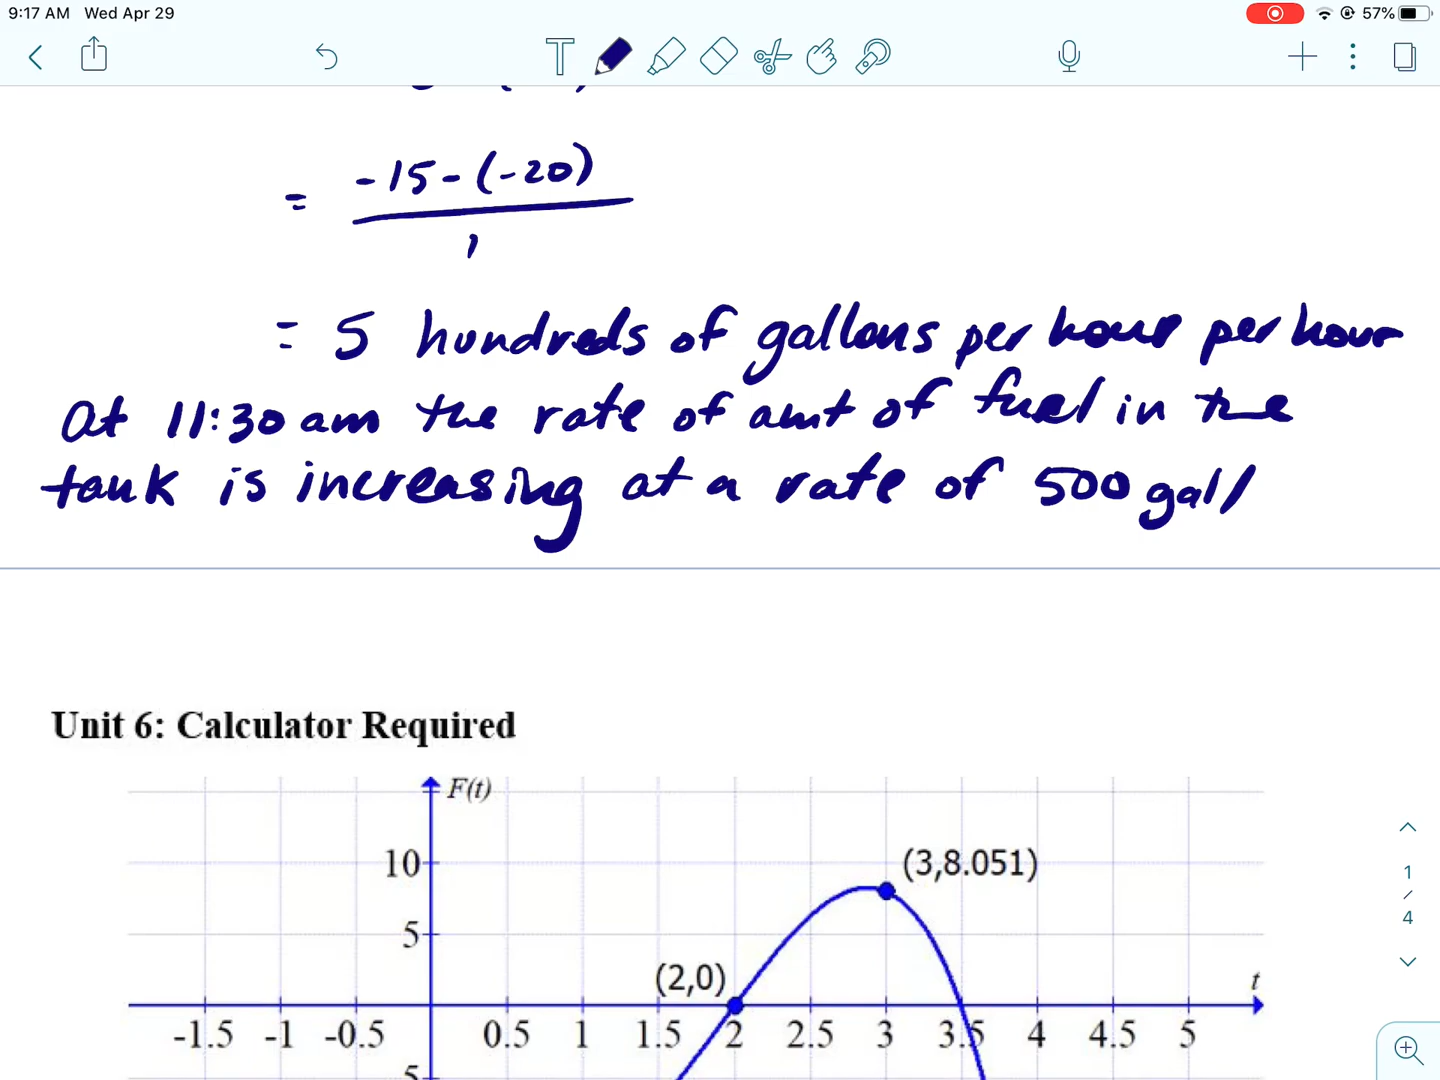 9:17 AM Wed Apr 29 57%
= -15-(-20)
1
= 5 hundreds of gallons per hour per hour
At 11:30 am the rate of amt of fuel in the
tank is increasing at a rate of 500 gal/
Unit 6: Calculator Required
F(t)
10
(3,8.051)
5
(2,0)
t
-1.5 -1 -0.5 0.5 1 1.5 2 2.5 3 3.5 4 4.5 5
1
/
4